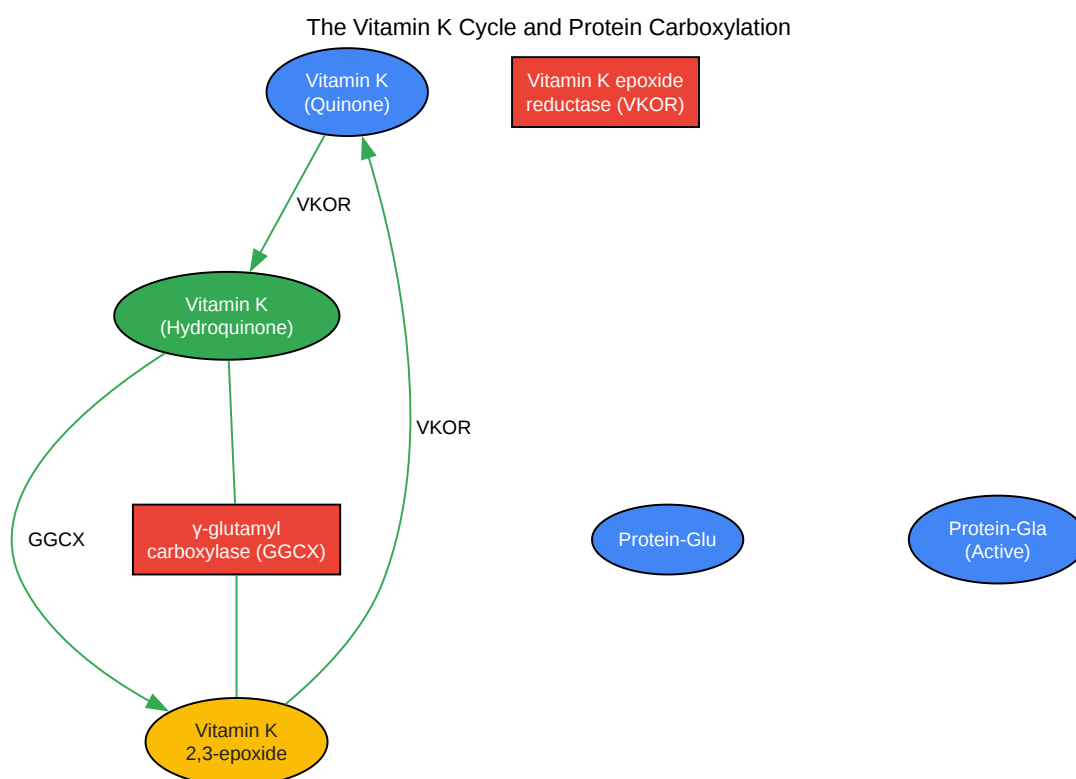 The Vitamin K Cycle and Protein Carboxylation
Vitamin K
(Quinone)
Vitamin K epoxide
reductase (VKOR)
VKOR
Vitamin K
(Hydroquinone)
VKOR
GGCX
γ-glutamyl
carboxylase (GGCX)
Protein-Glu
Protein-Gla
(Active)
Vitamin K
2,3-epoxide